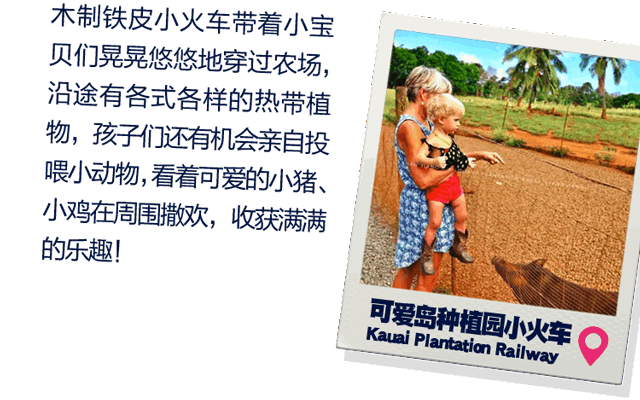 木制铁皮小火车带着小宝
贝们晃晃悠悠地穿过农场，
沿途有各式各样的热带植
物，孩子们还有机会亲自投
喂小动物，看着可爱的小猪、
小鸡在周围撒欢，收获满满
的乐趣！
可爱岛种植园小火车
Kauai Plantation Railway